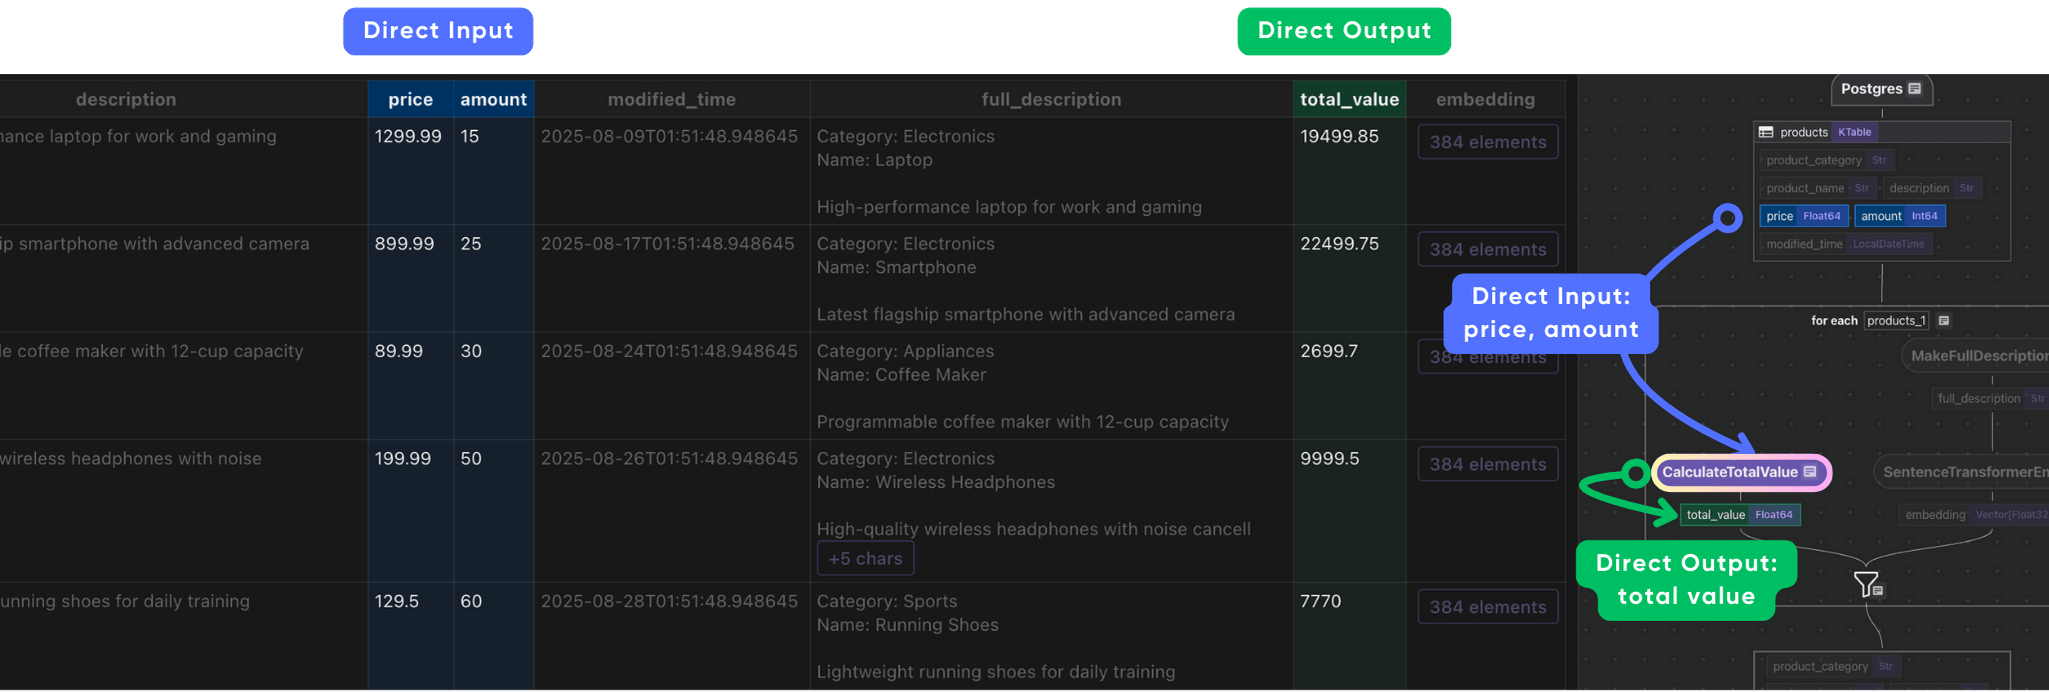 Direct Input
Direct Output
description price amount modified_time full_description total_value embedding
nance laptop for work and gaming 1299.99 15 2025-08-09T01:51:48.948645 Category: Electronics 19499.85 384 elements
Name: Laptop
High-performance laptop for work and gaming
ip smartphone with advanced camera 899.99 25 2025-08-17T01:51:48.948645 Category: Electronics 22499.75 384 elements
Name: Smartphone
Latest flagship smartphone with advanced camera
le coffee maker with 12-cup capacity 89.99 30 2025-08-24T01:51:48.948645 Category: Appliances 2699.7 384 elements
Name: Coffee Maker
Programmable coffee maker with 12-cup capacity
wireless headphones with noise 199.99 50 2025-08-26T01:51:48.948645 Category: Electronics 9999.5 384 elements
Name: Wireless Headphones
High-quality wireless headphones with noise cancell
+5 chars
unning shoes for daily training 129.5 60 2025-08-28T01:51:48.948645 Category: Sports 7770 384 elements
Name: Running Shoes
Lightweight running shoes for daily training
Postgres
products KTable
product_category Str
product_name Str description Str
price Float64 amount Int64
modified_time LocalDateTime
Direct Input:
price, amount
for each products_1
MakeFullDescription
full_description Str
CalculateTotalValue
SentenceTransformerEm
total_value Float64
embedding Vector[Float32
Direct Output:
total value
product_category Str